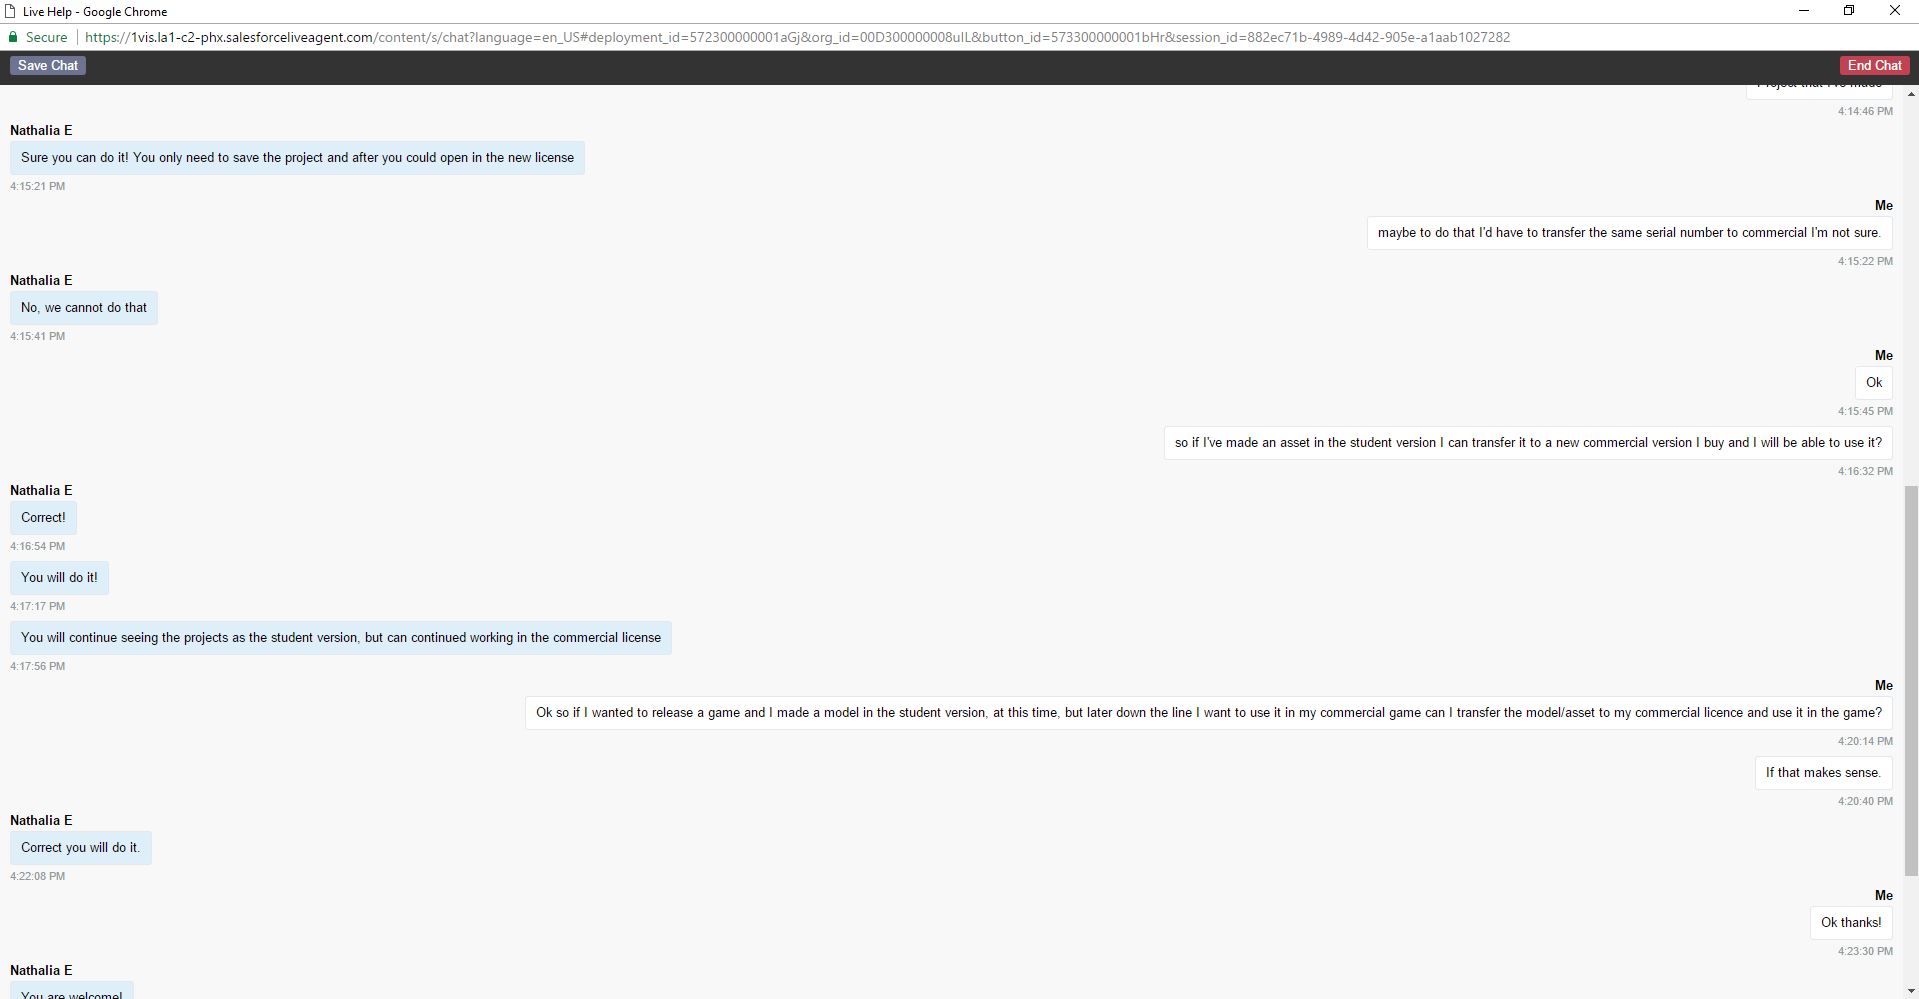 Live Help - Google Chrome
Secure https://1vis.la1-c2-phx.salesforceliveagent.com/content/s/chat?language=en_US#deployment_id=572300000001aGj&org_id=00D300000008uIL&button_id=573300000001bHr&session_id=882ec71b-4989-4d42-905e-a1aab1027282
Save Chat
End Chat
Project that I've made
4:14:46 PM
Nathalia E
Sure you can do it! You only need to save the project and after you could open in the new license
4:15:21 PM
Me
maybe to do that I'd have to transfer the same serial number to commercial I'm not sure.
4:15:22 PM
Nathalia E
No, we cannot do that
4:15:41 PM
Me
Ok
4:15:45 PM
so if I've made an asset in the student version I can transfer it to a new commercial version I buy and I will be able to use it?
4:16:32 PM
Nathalia E
Correct!
4:16:54 PM
You will do it!
4:17:17 PM
You will continue seeing the projects as the student version, but can continued working in the commercial license
4:17:56 PM
Me
Ok so if I wanted to release a game and I made a model in the student version, at this time, but later down the line I want to use it in my commercial game can I transfer the model/asset to my commercial licence and use it in the game?
4:20:14 PM
If that makes sense.
4:20:40 PM
Nathalia E
Correct you will do it.
4:22:08 PM
Me
Ok thanks!
4:23:30 PM
Nathalia E
You are welcome!